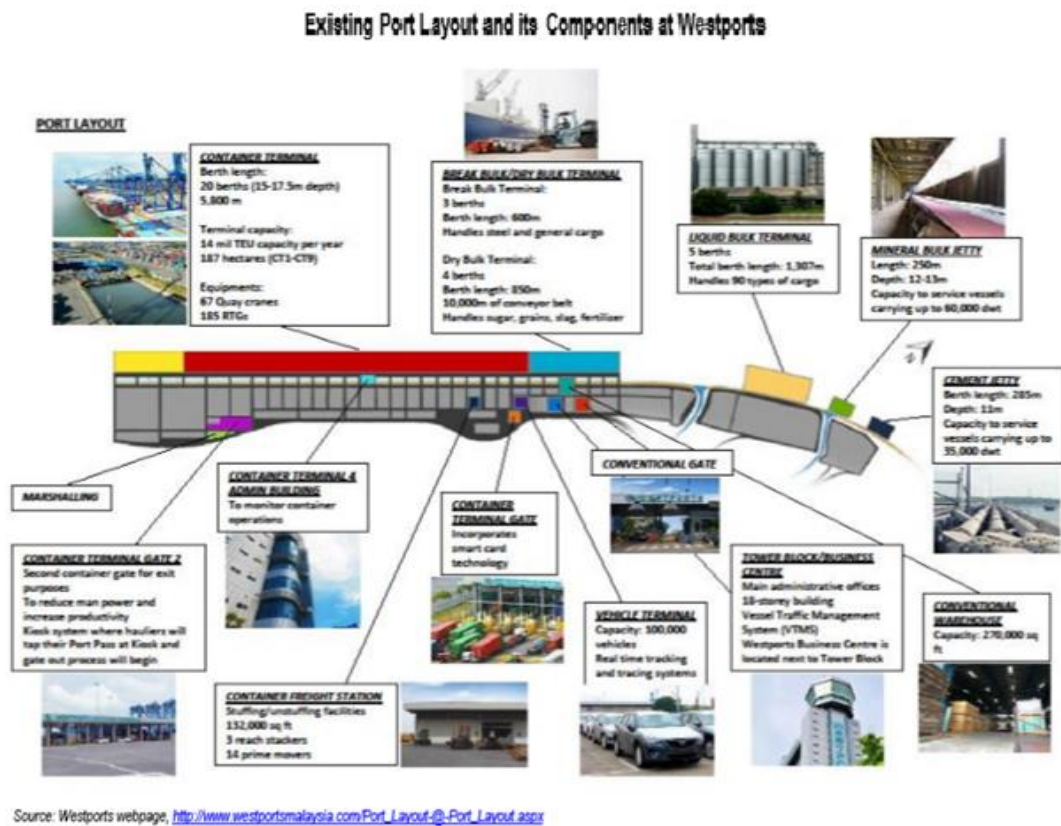 Existing Port Layout and its Components at Westports
PORT LAYOUT
CONTAINER TERMINAL
Berth length:
20 berths (15-17.5m depth)
5,800 m
Terminal capacity:
14 mil TEU capacity per year
187 hectares (CT1-CT9)
Equipments:
67 Quay cranes
185 RTGs
BREAK BULK/DRY BULK TERMINAL
Break Bulk Terminal:
3 berths
Berth length: 600m
Handles steel and general cargo
Dry Bulk Terminal:
4 berths
Berth length: 850m
10,000m of conveyor belt
Handles sugar, grains, slag, fertilizer
LIQUID BULK TERMINAL
5 berths
Total berth length: 1,307m
Handles 90 types of cargo
MINERAL BULK JETTY
Length: 250m
Depth: 12-13m
Capacity to service vessels
carrying up to 60,000 dwt
CEMENT JETTY
Berth length: 285m
Depth: 11m
Capacity to service
vessels carrying up to
35,000 dwt
MARSHALLING
CONTAINER TERMINAL 4
ADMIN BUILDING
To monitor container
operations
CONTAINER
TERMINAL GATE
Incorporates
smart card
technology
CONVENTIONAL GATE
CONTAINER TERMINAL GATE 2
Second container gate for exit
purposes
To reduce man power and
increase productivity
Kiosk system where hauliers will
tap their Port Pass at Kiosk and
gate out process will begin
VEHICLE TERMINAL
Capacity: 100,000
vehicles
Real time tracking
and tracing systems
TOWER BLOCK/BUSINESS
CENTRE
Main administrative offices
18-storey building
Vessel Traffic Management
System (VTMS)
Westports Business Centre is
located next to Tower Block
CONVENTIONAL
WAREHOUSE
Capacity: 270,000 sq
ft
CONTAINER FREIGHT STATION
Stuffing/unstuffing facilities
132,000 sq ft
3 reach stackers
14 prime movers
Source: Westports webpage, http://www.westportsmalaysia.com/Port_Layout-@-Port_Layout.aspx